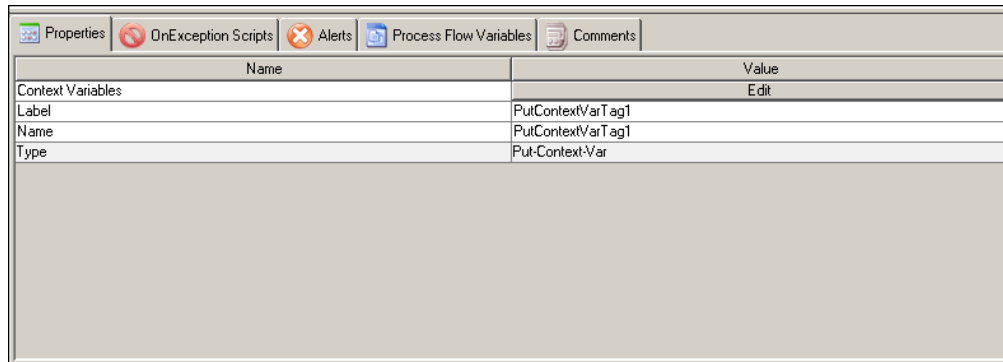 Properties OnException Scripts Alerts Process Flow Variables Comments
Name Value
Context Variables Edit
Label PutContextVarTag1
Name PutContextVarTag1
Type Put-Context-Var